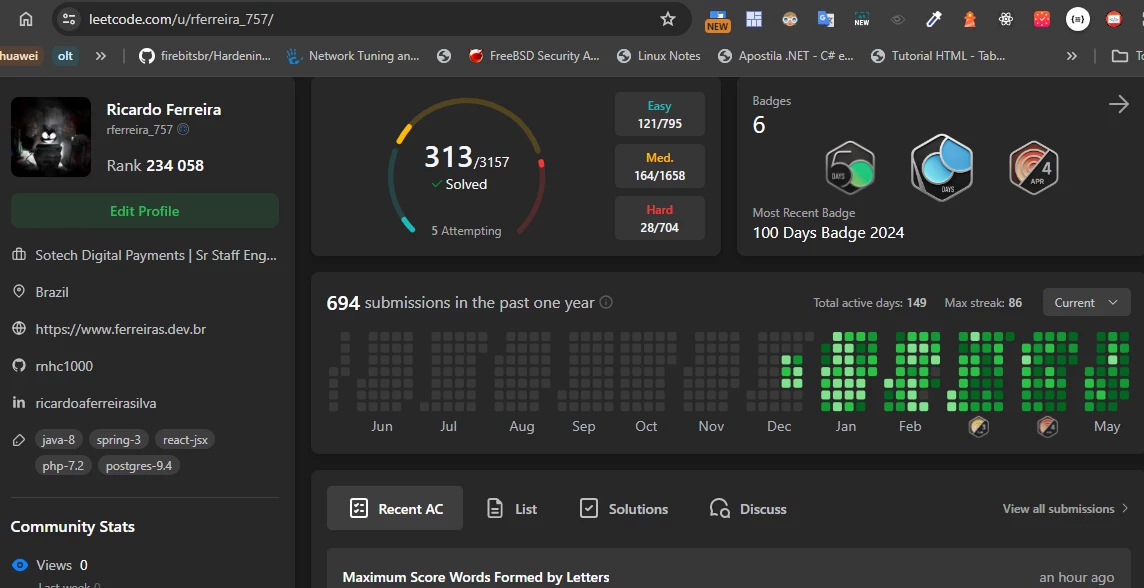 leetcode.com/u/rferreira_757/
NEW
NEW
huawei
olt
firebitsbr/Hardenin...
Network Tuning an...
FreeBSD Security A...
Linux Notes
Apostila .NET - C# e...
Tutorial HTML - Tab...
Ricardo Ferreira
rferreira_757
Rank 234 058
Edit Profile
Sotech Digital Payments | Sr Staff Eng...
Brazil
https://www.ferreiras.dev.br
rnhc1000
ricardoaferreirasilva
java-8 spring-3 react-jsx
php-7.2 postgres-9.4
Community Stats
Views 0
Last week 0
313/3157
Solved
5 Attempting
Easy
121/795
Med.
164/1658
Hard
28/704
Badges
6
50
DAYS
DAYS
4
APR
Most Recent Badge
100 Days Badge 2024
694 submissions in the past one year
Total active days: 149 Max streak: 86
Current
Jun Jul Aug Sep Oct Nov Dec Jan Feb May
Recent AC
List
Solutions
Discuss
View all submissions
Maximum Score Words Formed by Letters
an hour ago